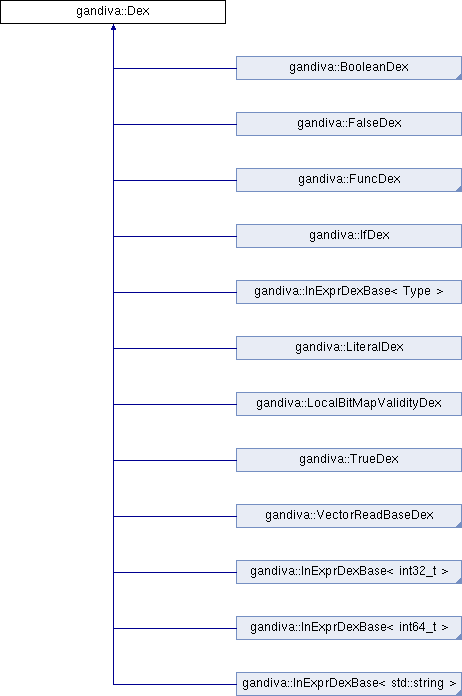 gandiva::Dex
gandiva::BooleanDex
gandiva::FalseDex
gandiva::FuncDex
gandiva::IfDex
gandiva::InExprDexBase< Type >
gandiva::LiteralDex
gandiva::LocalBitMapValidityDex
gandiva::TrueDex
gandiva::VectorReadBaseDex
gandiva::InExprDexBase< int32_t >
gandiva::InExprDexBase< int64_t >
gandiva::InExprDexBase< std::string >